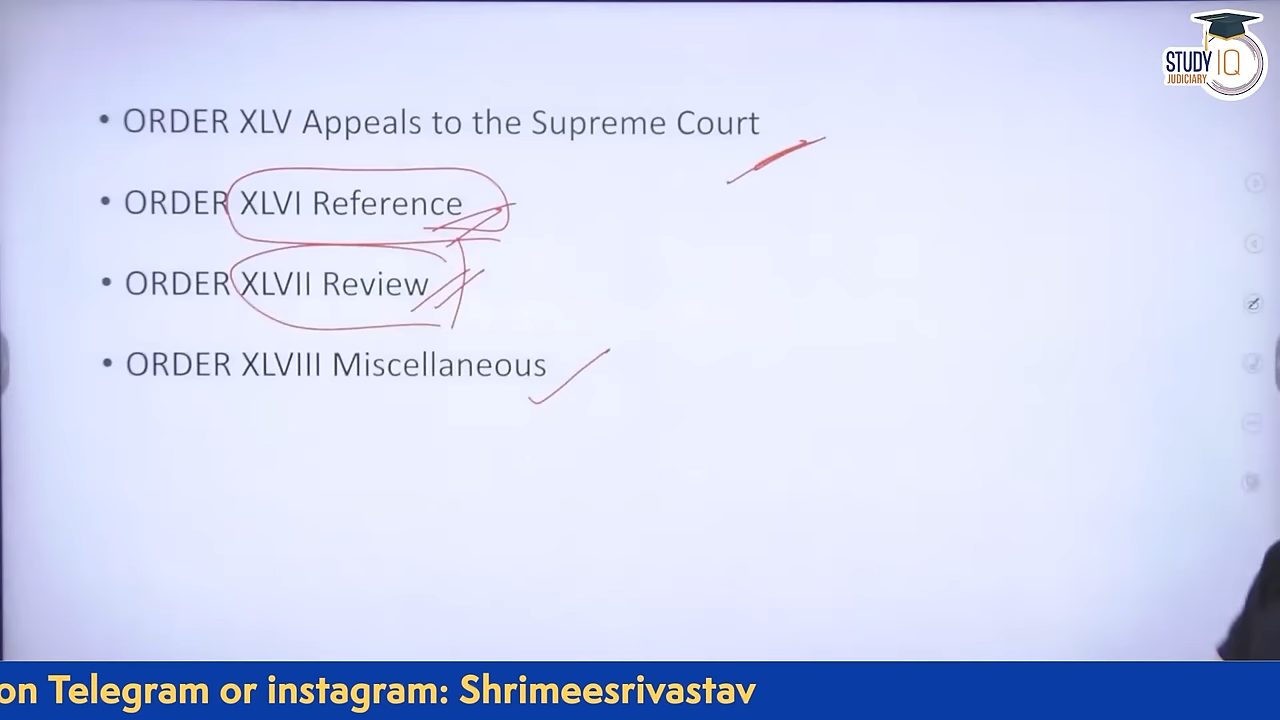 STUDY IQ
JUDICIARY
• ORDER XLV Appeals to the Supreme Court
• ORDER XLVI Reference
• ORDER XLVII Review
• ORDER XLVIII Miscellaneous
on Telegram or instagram: Shrimeesrivastav